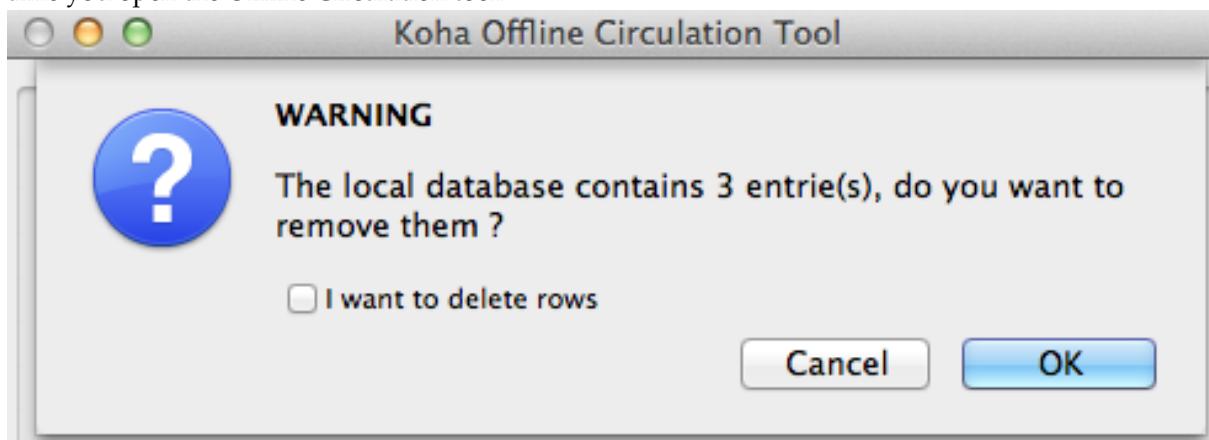 Koha Offline Circulation Tool
WARNING
The local database contains 3 entrie(s), do you want to
remove them ?
I want to delete rows
Cancel
OK